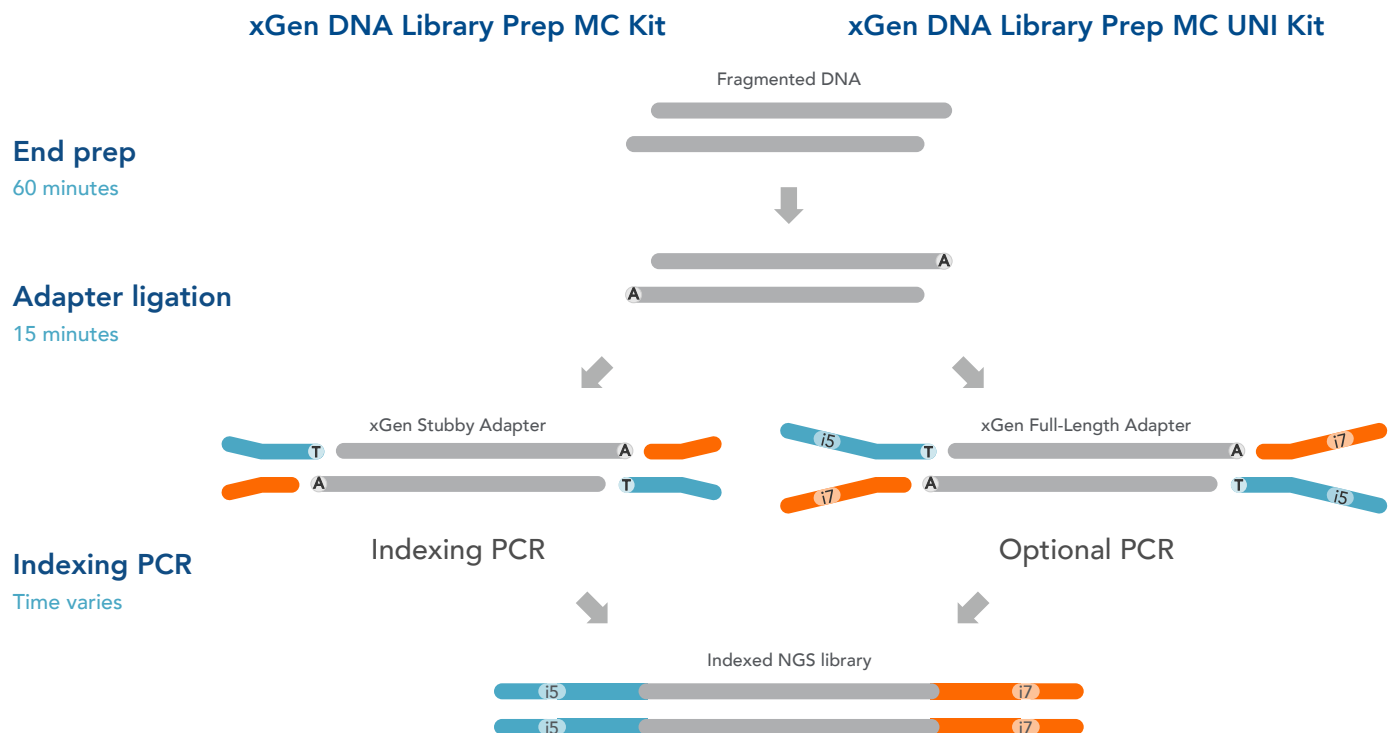 xGen DNA Library Prep MC Kit
xGen DNA Library Prep MC UNI Kit
Fragmented DNA
End prep
60 minutes
A
A
Adapter ligation
15 minutes
xGen Stubby Adapter
xGen Full-Length Adapter
T A
A T
i5 T A i7
i7 A T i5
Indexing PCR
Optional PCR
Indexing PCR
Time varies
Indexed NGS library
i5 i7
i5 i7